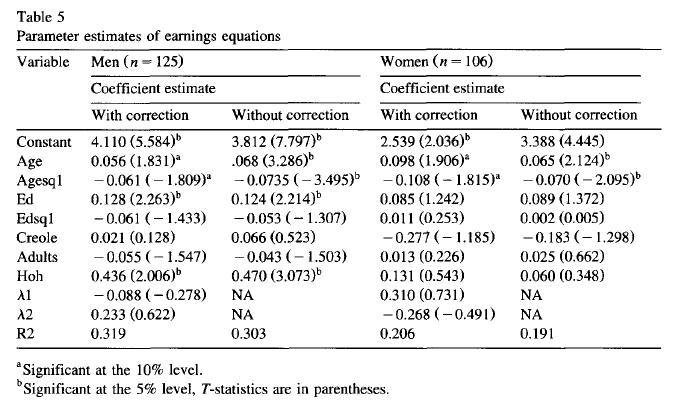 Table 5
Parameter estimates of earnings equations
Variable Men (n = 125) Women (n = 106)
Coefficient estimate Coefficient estimate
With correction Without correction With correction Without correction
Constant 4.110 (5.584)b 3.812 (7.797)b 2.539 (2.036)b 3.388 (4.445)
Age 0.056 (1.831)a .068 (3.286)b 0.098 (1.906)a 0.065 (2.124)b
Agesq1 −0.061 (−1.809)a −0.0735 (−3.495)b −0.108 (−1.815)a −0.070 (−2.095)b
Ed 0.128 (2.263)b 0.124 (2.214)b 0.085 (1.242) 0.089 (1.372)
Edsq1 −0.061 (−1.433) −0.053 (−1.307) 0.011 (0.253) 0.002 (0.005)
Creole 0.021 (0.128) 0.066 (0.523) −0.277 (−1.185) −0.183 (−1.298)
Adults −0.055 (−1.547) −0.043 (−1.503) 0.013 (0.226) 0.025 (0.662)
Hoh 0.436 (2.006)b 0.470 (3.073)b 0.131 (0.543) 0.060 (0.348)
λ1 −0.088 (−0.278) NA 0.310 (0.731) NA
λ2 0.233 (0.622) NA −0.268 (−0.491) NA
R2 0.319 0.303 0.206 0.191
a Significant at the 10% level.
b Significant at the 5% level, T-statistics are in parentheses.